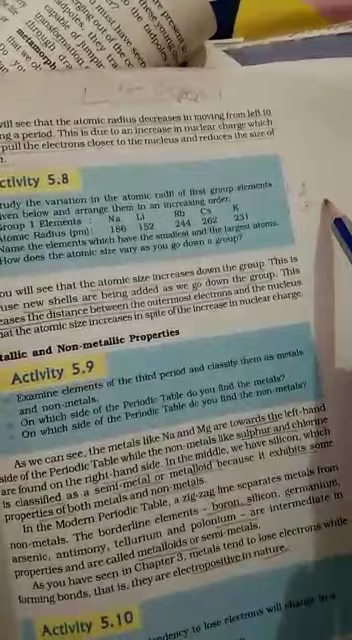 must have seen
metamorph
will see that the atomic radius decreases in moving from left to
ng a period. This is due to an increase in nuclear charge which
pull the electrons closer to the nucleus and reduces the size of
ctivity 5.8
tudy the variation in the atomic radii of first group elements
iven below and arrange them in an increasing order.
Group 1 Elements : Na Li Rb Cs K
Atomic Radius (pm) : 186 152 244 262 231
Name the elements which have the smallest and the largest atoms.
How does the atomic size vary as you go down a group?
ou will see that the atomic size increases down the group. This is
use new shells are being added as we go down the group. This
eases the distance between the outermost electrons and the nucleus
hat the atomic size increases in spite of the increase in nuclear charge.
tallic and Non-metallic Properties
Activity 5.9
Examine elements of the third period and classify them as metals
and non-metals.
On which side of the Periodic Table do you find the metals?
On which side of the Periodic Table do you find the non-metals?
As we can see, the metals like Na and Mg are towards the left-hand
side of the Periodic Table while the non-metals like sulphur and chlorine
are found on the right-hand side. In the middle, we have silicon, which
is classified as a semi-metal or metalloid because it exhibits some
properties of both metals and non-metals.
In the Modern Periodic Table, a zig-zag line separates metals from
non-metals. The borderline elements – boron, silicon, germanium,
arsenic, antimony, tellurium and polonium – are intermediate in
properties and are called metalloids or semi-metals.
As you have seen in Chapter 3, metals tend to lose electrons while
forming bonds, that is, they are electropositive in nature.
Activity 5.10
ndency to lose electrons will change in a